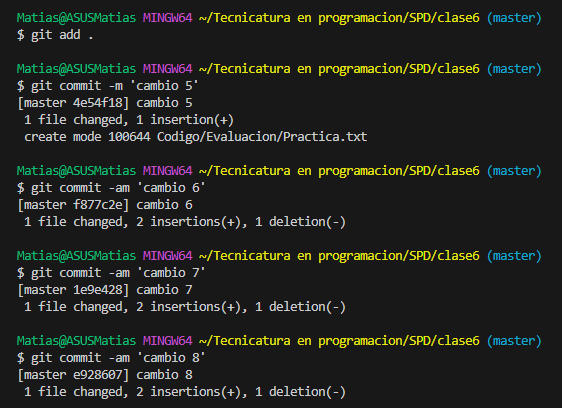 Matias@ASUSMatias MINGW64 ~/Tecnicatura en programacion/SPD/clase6 (master)
$ git add .
Matias@ASUSMatias MINGW64 ~/Tecnicatura en programacion/SPD/clase6 (master)
$ git commit -m 'cambio 5'
[master 4e54f18] cambio 5
 1 file changed, 1 insertion(+)
 create mode 100644 Codigo/Evaluacion/Practica.txt
Matias@ASUSMatias MINGW64 ~/Tecnicatura en programacion/SPD/clase6 (master)
$ git commit -am 'cambio 6'
[master f877c2e] cambio 6
 1 file changed, 2 insertions(+), 1 deletion(-)
Matias@ASUSMatias MINGW64 ~/Tecnicatura en programacion/SPD/clase6 (master)
$ git commit -am 'cambio 7'
[master 1e9e428] cambio 7
 1 file changed, 2 insertions(+), 1 deletion(-)
Matias@ASUSMatias MINGW64 ~/Tecnicatura en programacion/SPD/clase6 (master)
$ git commit -am 'cambio 8'
[master e928607] cambio 8
 1 file changed, 2 insertions(+), 1 deletion(-)